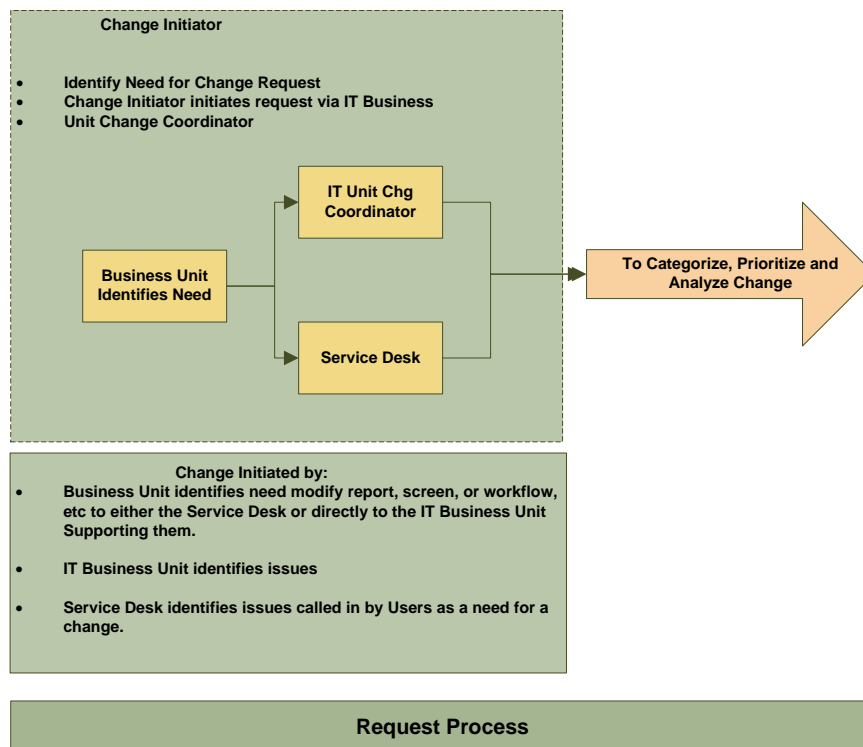 Change Initiator
• Identify Need for Change Request
• Change Initiator initiates request via IT Business
• Unit Change Coordinator
IT Unit Chg
Coordinator
Business Unit
Identifies Need
Service Desk
To Categorize, Prioritize and
Analyze Change
Change Initiated by:
• Business Unit identifies need modify report, screen, or workflow,
etc to either the Service Desk or directly to the IT Business Unit
Supporting them.
• IT Business Unit identifies issues
• Service Desk identifies issues called in by Users as a need for a
change.
Request Process